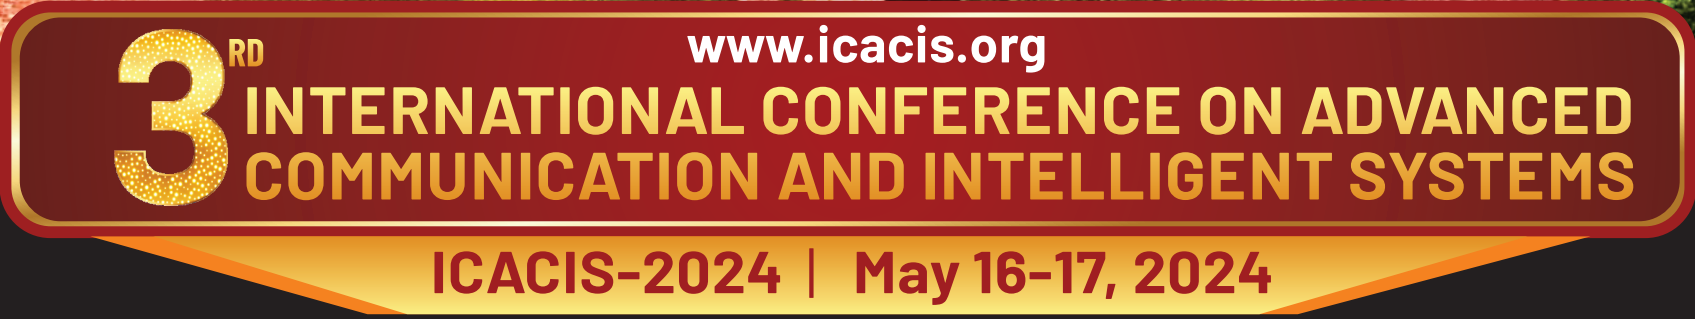 www.icacis.org
3RD
INTERNATIONAL CONFERENCE ON ADVANCED
COMMUNICATION AND INTELLIGENT SYSTEMS
ICACIS-2024 | May 16-17, 2024